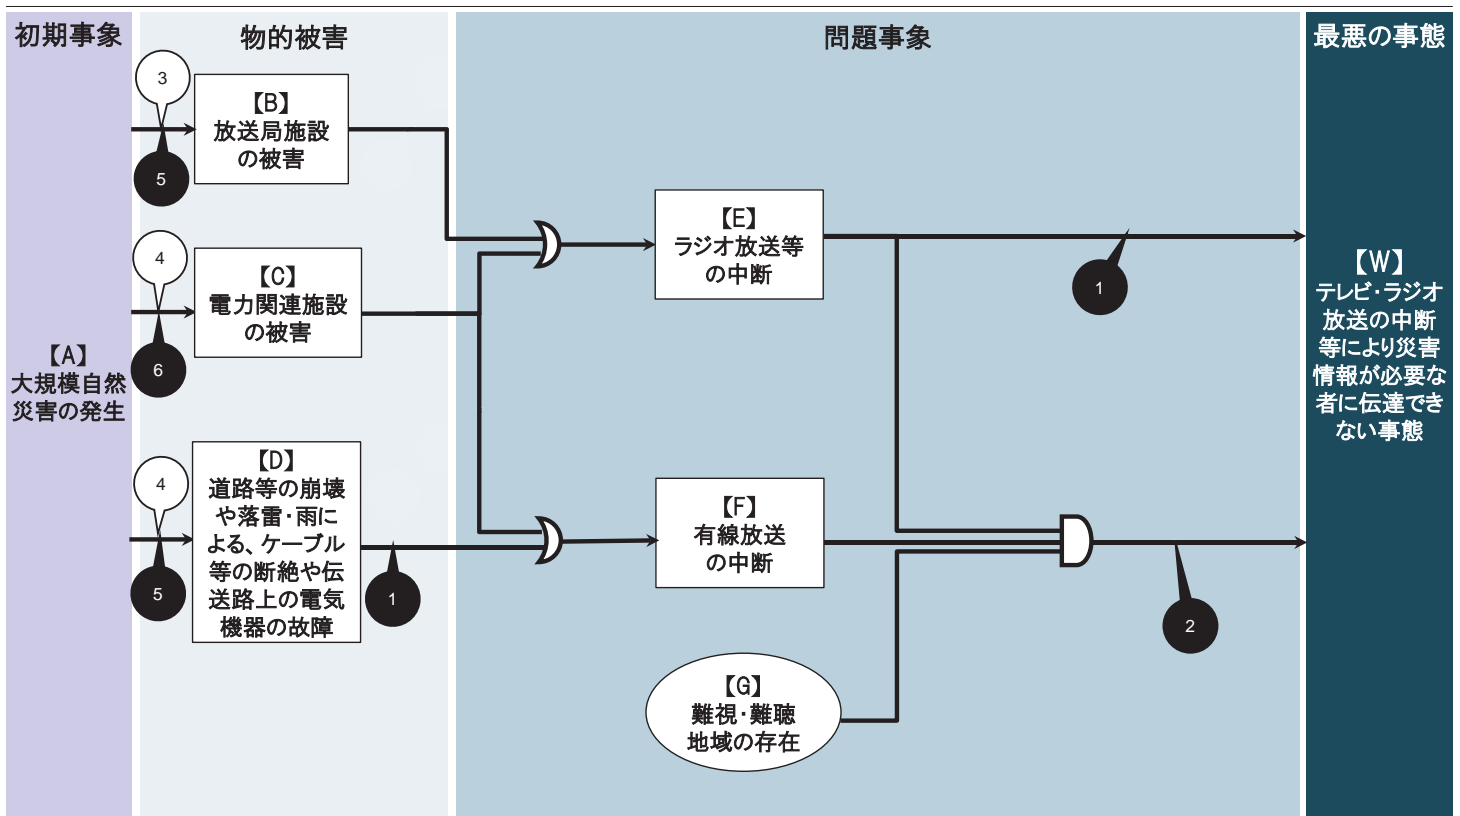 初期事象
物的被害
問題事象
最悪の事態
【A】
大規模自然
災害の発生
3
5
【B】
放送局施設
の被害
4
6
【C】
電力関連施設
の被害
4
5
【D】
道路等の崩壊
や落雷・雨に
よる、ケーブル
等の断絶や伝
送路上の電気
機器の故障
1
【E】
ラジオ放送等
の中断
1
【F】
有線放送
の中断
2
【G】
難視・難聴
地域の存在
【W】
テレビ・ラジオ
放送の中断
等により災害
情報が必要な
者に伝達でき
ない事態